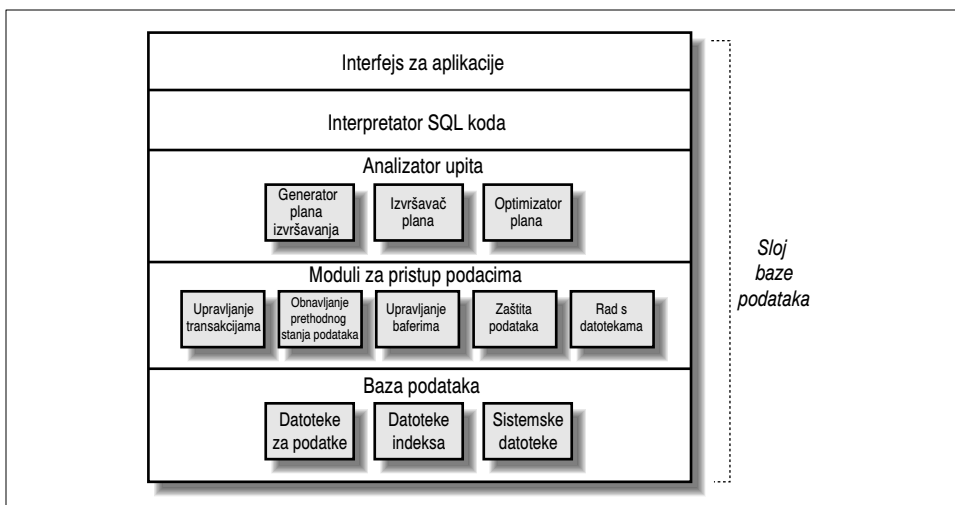 Interfejs za aplikacije
Interpretator SQL koda
Analizator upita
Generator
plana
izvršavanja
Izvršavač
plana
Optimizator
plana
Moduli za pristup podacima
Upravljanje
transakcijama
Obnavljanje
prethodnog
stanja podataka
Upravljanje
baferima
Zaštita
podataka
Rad s
datotekama
Baza podataka
Datoteke
za podatke
Datoteke
indeksa
Sistemske
datoteke
Sloj
baze
podataka